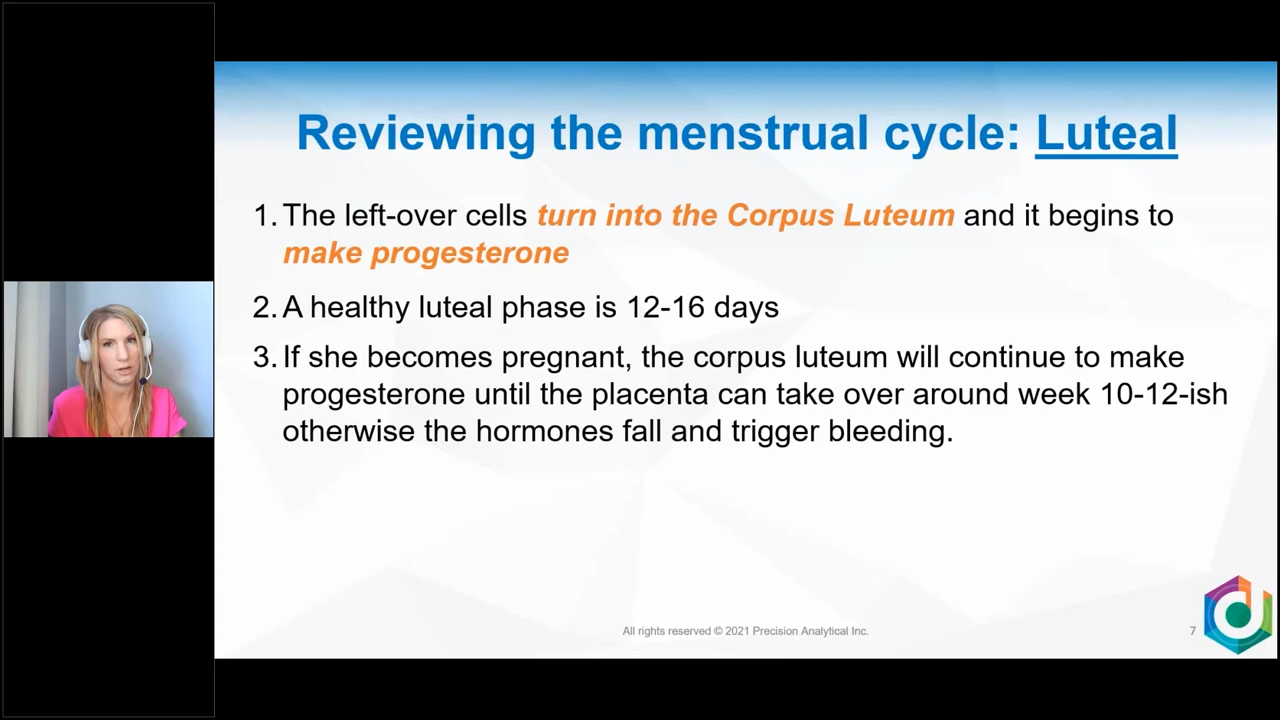 Reviewing the menstrual cycle: Luteal
1. The left-over cells turn into the Corpus Luteum and it begins to
make progesterone
2. A healthy luteal phase is 12-16 days
3. If she becomes pregnant, the corpus luteum will continue to make
progesterone until the placenta can take over around week 10-12-ish
otherwise the hormones fall and trigger bleeding.
All rights reserved © 2021 Precision Analytical Inc.
7